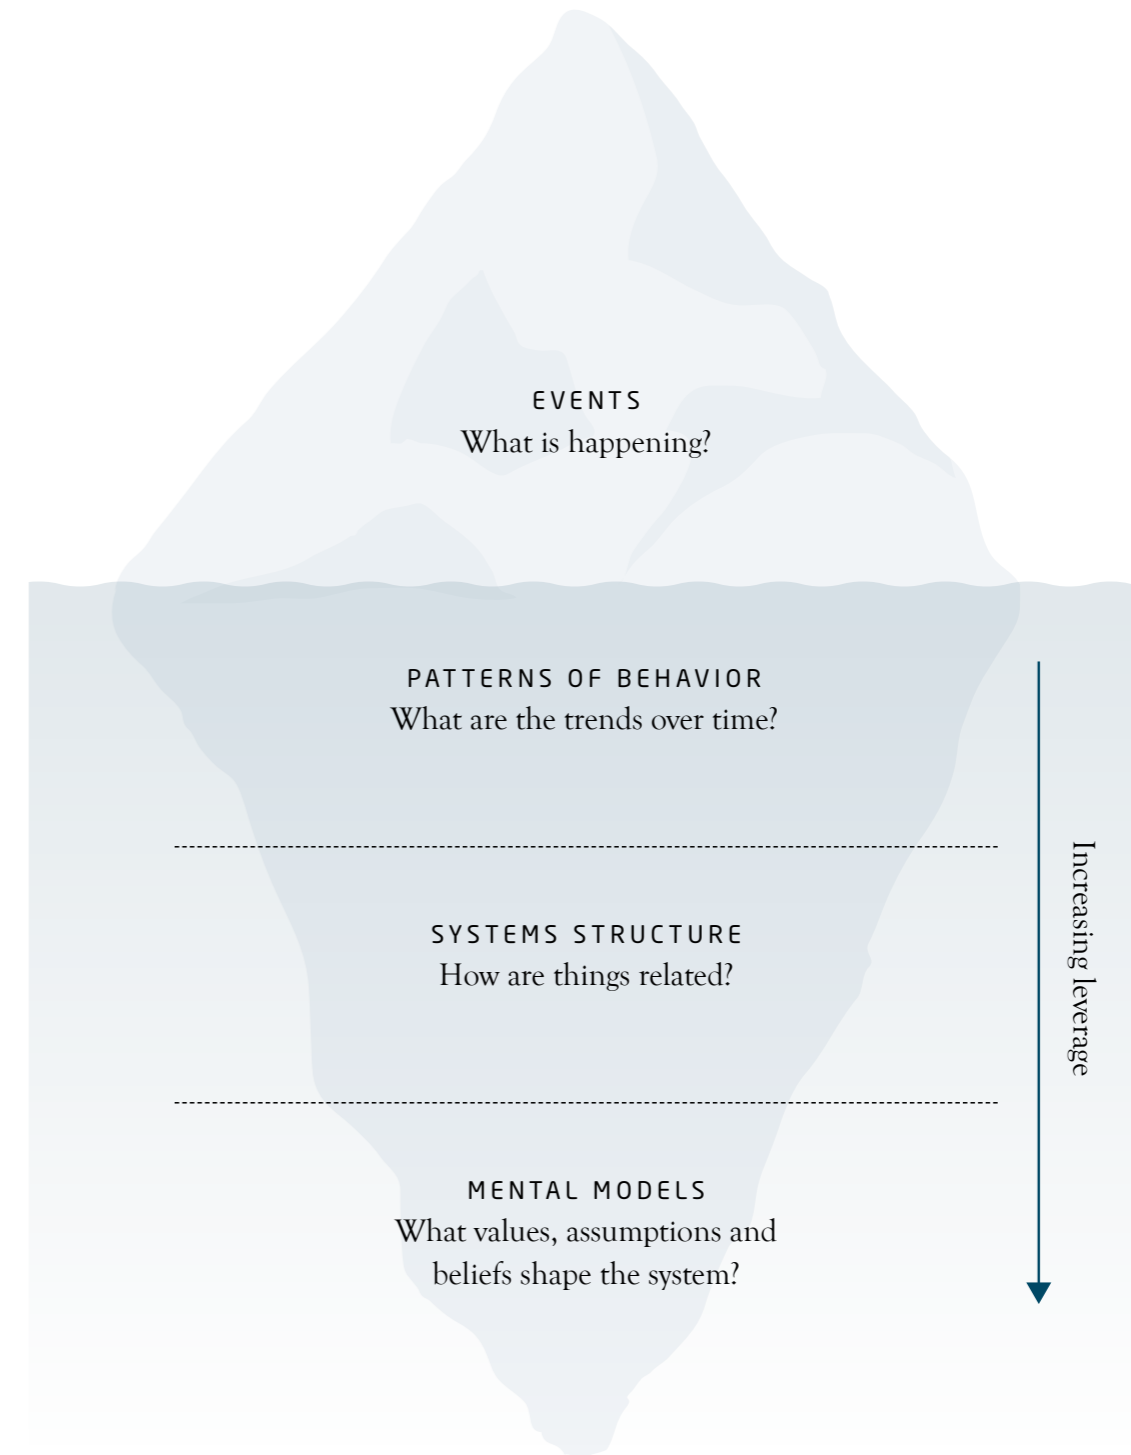 EVENTS
What is happening?
PATTERNS OF BEHAVIOR
What are the trends over time?
SYSTEMS STRUCTURE
How are things related?
Increasing leverage
MENTAL MODELS
What values, assumptions and
beliefs shape the system?